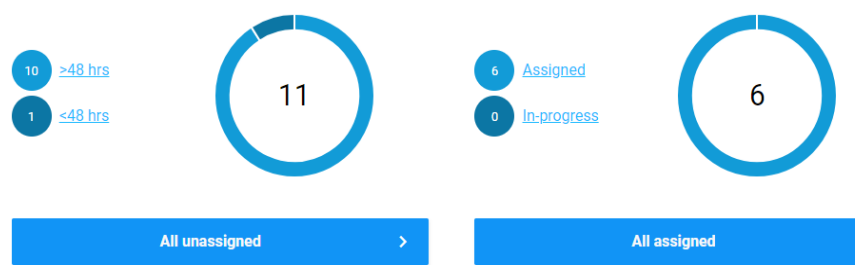 10 >48 hrs
1 <48 hrs
11
All unassigned
6 Assigned
0 In-progress
6
All assigned